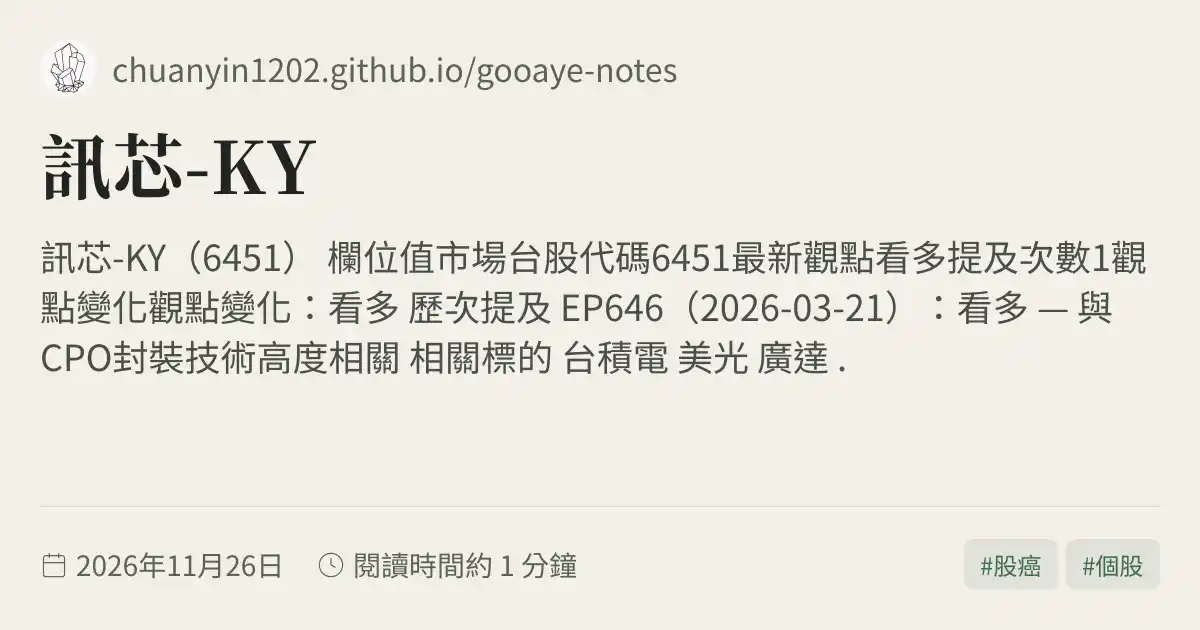 chuanyin1202.github.io/gooaye-notes
訊芯-KY
訊芯-KY（6451） 欄位值市場台股代碼6451最新觀點看多提及次數1觀
點變化觀點變化：看多 歷次提及 EP646（2026-03-21）：看多 — 與
CPO封裝技術高度相關 相關標的 台積電 美光 廣達 .
2026年11月26日 閱讀時間約 1 分鐘 #股癌 #個股